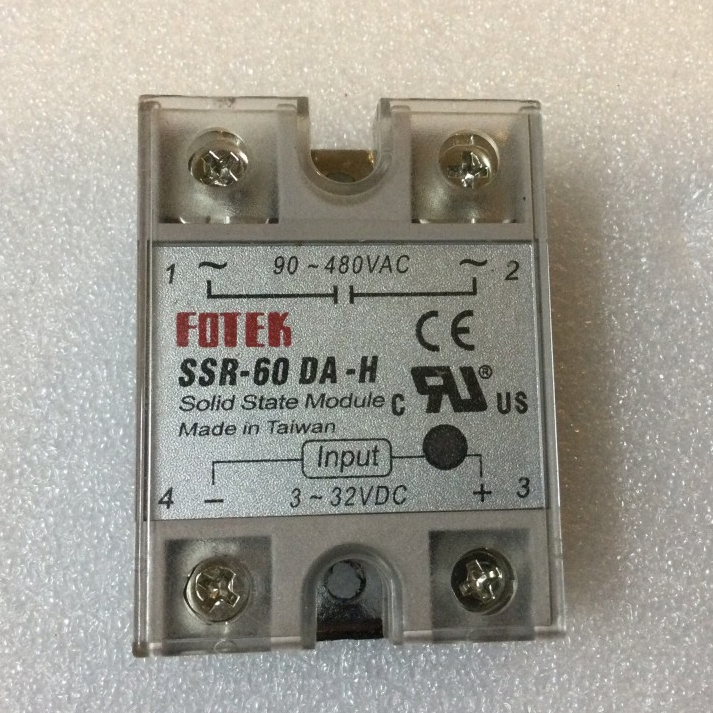 1 ~ 90 ~ 480VAC ~ 2
FOTEK
CE
SSR-60 DA -H
Solid State Module
C RU® US
Made in Taiwan
Input
4 − 3 ~ 32VDC + 3